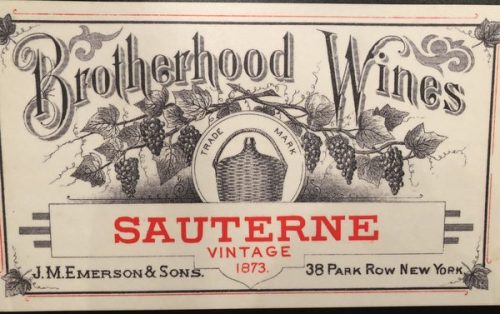 Brotherhood Wines
TRADE MARK
SAUTERNE
VINTAGE
1873.
J.M.EMERSON & SONS. 38 PARK ROW NEW YORK